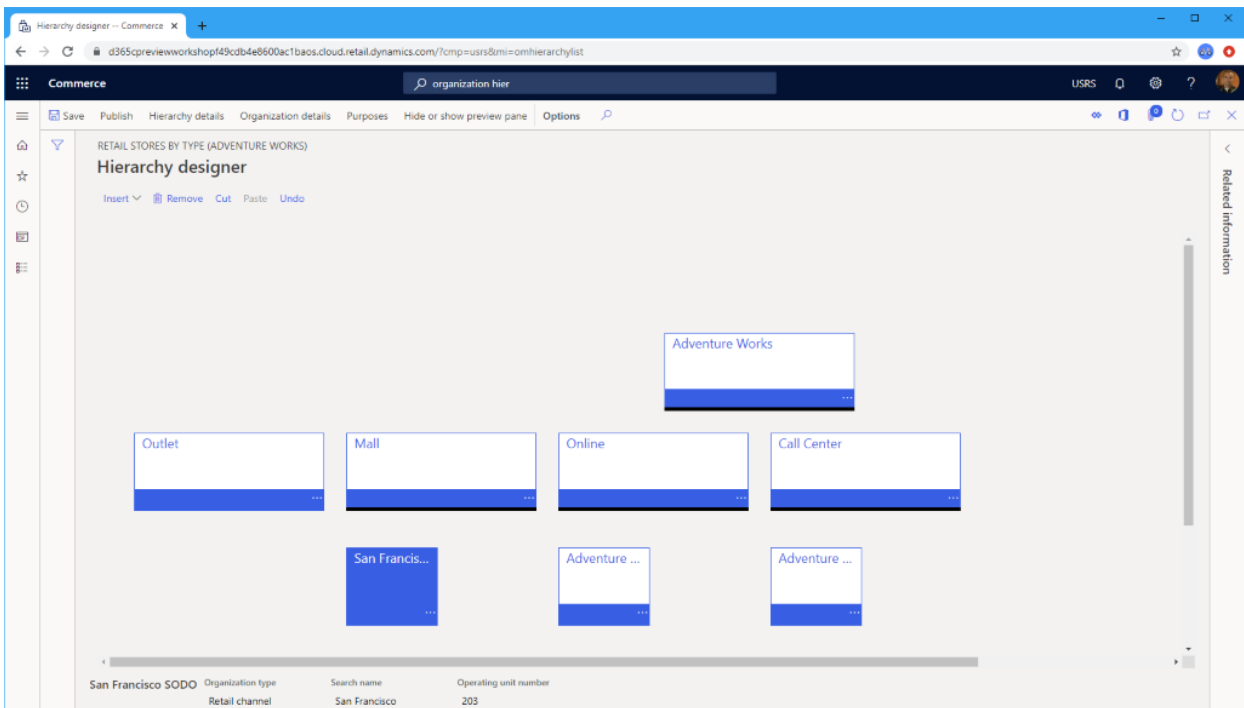 Hierarchy designer -- Commerce
d365cpreviewworkshopf49cdb4e8600ac1baos.cloud.retail.dynamics.com/?cmp=usrs&mi=omhierarchylist
Commerce organization hier USRS ?
Save Publish Hierarchy details Organization details Purposes Hide or show preview pane Options 0
RETAIL STORES BY TYPE (ADVENTURE WORKS)
Hierarchy designer
Insert Remove Cut Paste Undo
Related information
Adventure Works
...
Outlet Mall Online Call Center
... ... ... ...
San Francis... Adventure ... Adventure ...
... ... ...
San Francisco SODO Organization type Search name Operating unit number
Retail channel San Francisco 203